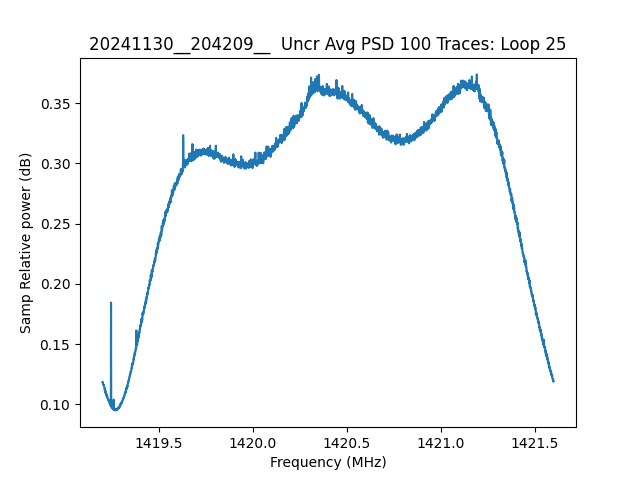 20241130__204209__  Uncr Avg PSD 100 Traces: Loop 25
0.35
0.30
0.25
0.20
0.15
0.10
Samp Relative power (dB)
1419.5 1420.0 1420.5 1421.0 1421.5
Frequency (MHz)